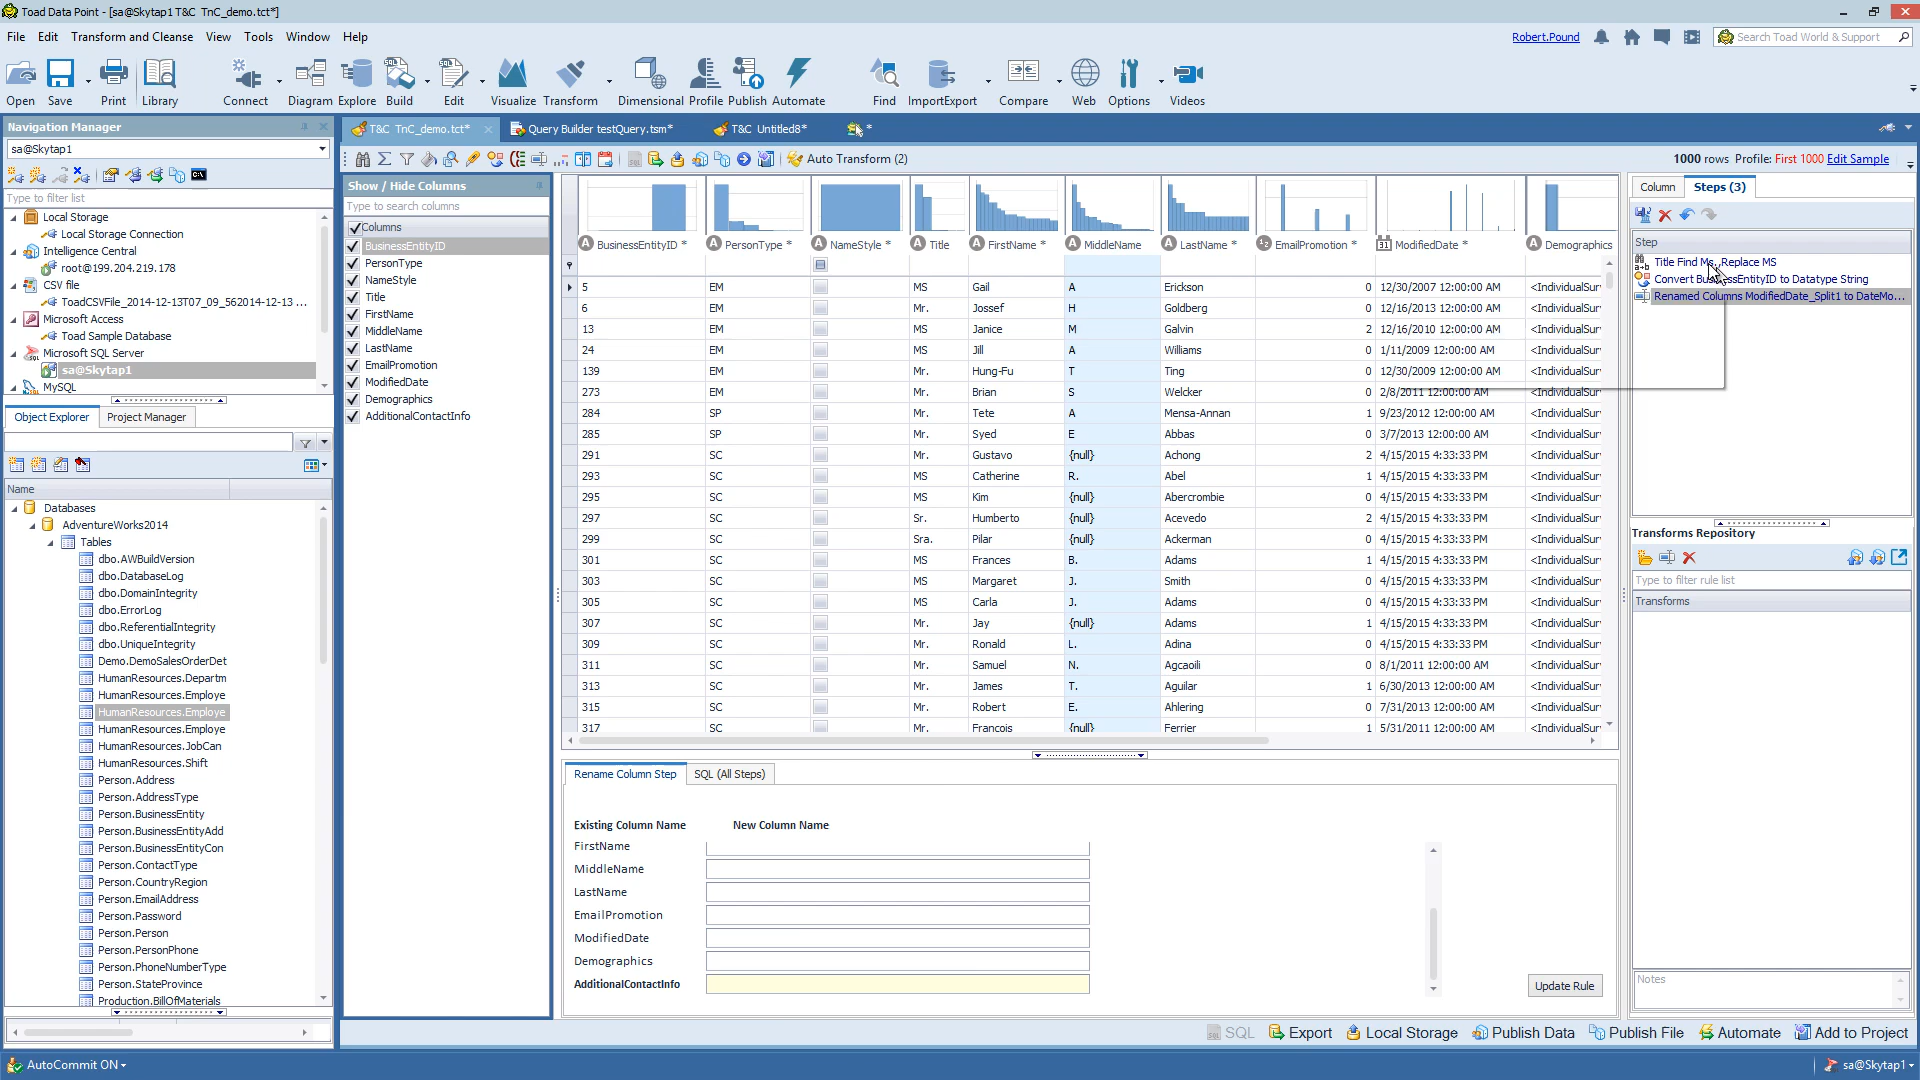 Toad Data Point - [sa@Skytap1 T&C  TnC_demo.tct*]
File Edit Transform and Cleanse View Tools Window Help
Robert.Pound
Search Toad World & Support
Open Save Print Library Connect Diagram Explore Build Edit Visualize Transform Dimensional Profile Publish Automate Find ImportExport Compare Web Options Videos
Navigation Manager
sa@Skytap1
Type to filter list
Local Storage
Local Storage Connection
Intelligence Central
root@199.204.219.178
CSV file
ToadCSVFile_2014-12-13T07_09_562014-12-13 ...
Microsoft Access
Toad Sample Database
Microsoft SQL Server
sa@Skytap1
MySQL
Object Explorer Project Manager
Name
Databases
AdventureWorks2014
Tables
dbo.AWBuildVersion
dbo.DatabaseLog
dbo.DomainIntegrity
dbo.ErrorLog
dbo.ReferentialIntegrity
dbo.UniqueIntegrity
Demo.DemoSalesOrderDet
HumanResources.Departm
HumanResources.Employe
HumanResources.Employe
HumanResources.Employe
HumanResources.JobCan
HumanResources.Shift
Person.Address
Person.AddressType
Person.BusinessEntity
Person.BusinessEntityAdd
Person.BusinessEntityCon
Person.ContactType
Person.CountryRegion
Person.EmailAddress
Person.Password
Person.Person
Person.PersonPhone
Person.PhoneNumberType
Person.StateProvince
Production.BillOfMaterials
T&C  TnC_demo.tct* Query Builder testQuery.tsm* T&C  Untitled8* *
Auto Transform (2)
1000 rows Profile: First 1000 Edit Sample
Show / Hide Columns
Type to search columns
Columns
BusinessEntityID
PersonType
NameStyle
Title
FirstName
MiddleName
LastName
EmailPromotion
ModifiedDate
Demographics
AdditionalContactInfo
BusinessEntityID * PersonType * NameStyle * Title FirstName * MiddleName LastName * EmailPromotion * ModifiedDate * Demographics
5 EM MS Gail A Erickson 0 12/30/2007 12:00:00 AM <IndividualSur
6 EM Mr. Jossef H Goldberg 0 12/16/2013 12:00:00 AM <IndividualSur
13 EM MS Janice M Galvin 2 12/16/2010 12:00:00 AM <IndividualSur
24 EM MS Jill A Williams 0 1/11/2009 12:00:00 AM <IndividualSur
139 EM Mr. Hung-Fu T Ting 0 12/30/2009 12:00:00 AM <IndividualSur
273 EM Mr. Brian S Welcker 0 2/8/2011 12:00:00 AM <IndividualSur
284 SP Mr. Tete A Mensa-Annan 1 9/23/2012 12:00:00 AM <IndividualSur
285 SP Mr. Syed E Abbas 0 3/7/2013 12:00:00 AM <IndividualSur
291 SC Mr. Gustavo {null} Achong 2 4/15/2015 4:33:33 PM <IndividualSur
293 SC MS Catherine R. Abel 1 4/15/2015 4:33:33 PM <IndividualSur
295 SC MS Kim {null} Abercrombie 0 4/15/2015 4:33:33 PM <IndividualSur
297 SC Sr. Humberto {null} Acevedo 2 4/15/2015 4:33:33 PM <IndividualSur
299 SC Sra. Pilar {null} Ackerman 0 4/15/2015 4:33:33 PM <IndividualSur
301 SC MS Frances B. Adams 1 4/15/2015 4:33:33 PM <IndividualSur
303 SC MS Margaret J. Smith 0 4/15/2015 4:33:33 PM <IndividualSur
305 SC MS Carla J. Adams 0 4/15/2015 4:33:33 PM <IndividualSur
307 SC Mr. Jay {null} Adams 1 4/15/2015 4:33:33 PM <IndividualSur
309 SC Mr. Ronald L. Adina 0 4/15/2015 4:33:33 PM <IndividualSur
311 SC Mr. Samuel N. Agcaoili 0 8/1/2011 12:00:00 AM <IndividualSur
313 SC Mr. James T. Aguilar 1 6/30/2013 12:00:00 AM <IndividualSur
315 SC Mr. Robert E. Ahlering 0 7/31/2013 12:00:00 AM <IndividualSur
317 SC Mr. Francois {null} Ferrier 1 5/31/2011 12:00:00 AM <IndividualSur
Rename Column Step SQL (All Steps)
Existing Column Name New Column Name
FirstName
MiddleName
LastName
EmailPromotion
ModifiedDate
Demographics
AdditionalContactInfo
Update Rule
Column Steps (3)
Step
Title Find Ms. Replace MS
Convert BusinessEntityID to Datatype String
Renamed Columns ModifiedDate_Split1 to DateMo...
Transforms Repository
Type to filter rule list
Transforms
Notes
SQL Export Local Storage Publish Data Publish File Automate Add to Project
AutoCommit ON
sa@Skytap1